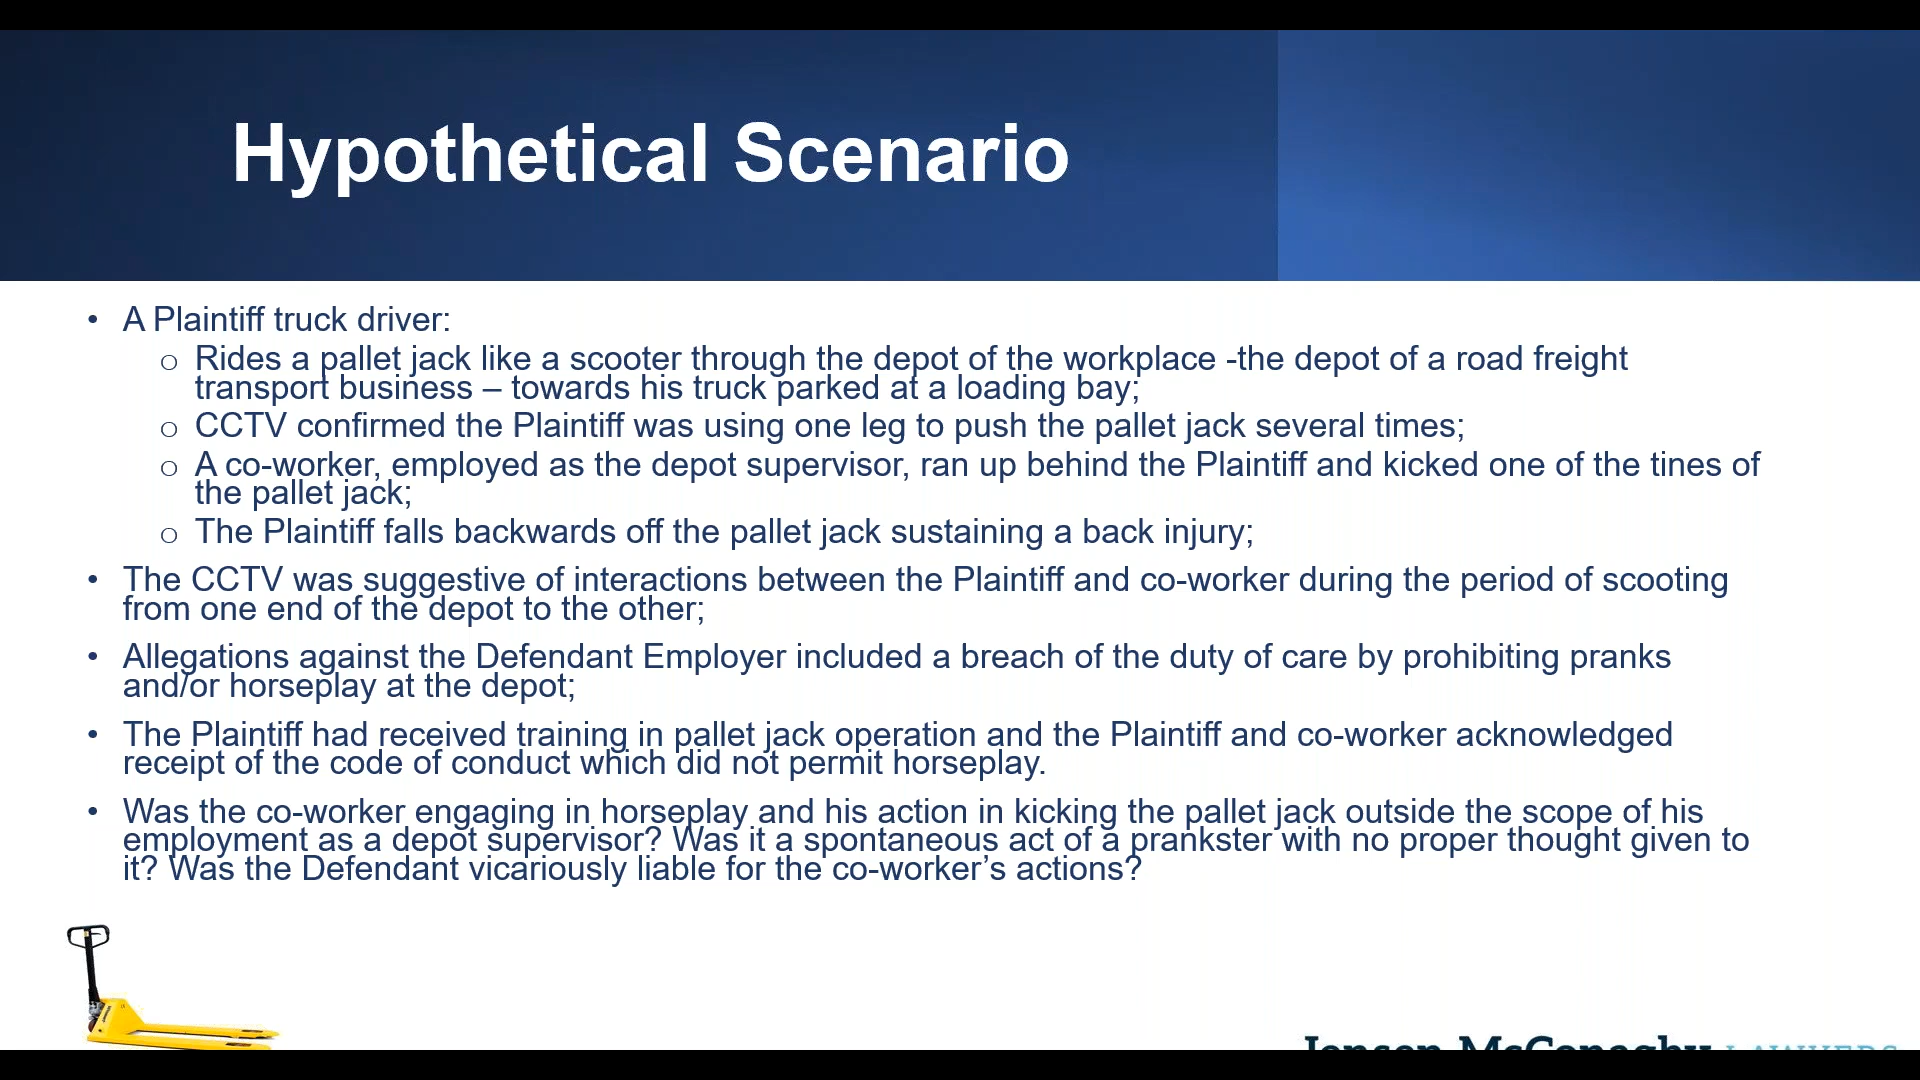 Hypothetical Scenario
• A Plaintiff truck driver:
o Rides a pallet jack like a scooter through the depot of the workplace -the depot of a road freight
transport business – towards his truck parked at a loading bay;
o CCTV confirmed the Plaintiff was using one leg to push the pallet jack several times;
o A co-worker, employed as the depot supervisor, ran up behind the Plaintiff and kicked one of the tines of
the pallet jack;
o The Plaintiff falls backwards off the pallet jack sustaining a back injury;
• The CCTV was suggestive of interactions between the Plaintiff and co-worker during the period of scooting
from one end of the depot to the other;
• Allegations against the Defendant Employer included a breach of the duty of care by prohibiting pranks
and/or horseplay at the depot;
• The Plaintiff had received training in pallet jack operation and the Plaintiff and co-worker acknowledged
receipt of the code of conduct which did not permit horseplay.
• Was the co-worker engaging in horseplay and his action in kicking the pallet jack outside the scope of his
employment as a depot supervisor? Was it a spontaneous act of a prankster with no proper thought given to
it? Was the Defendant vicariously liable for the co-worker’s actions?
Jensen McConaghy LAWYERS